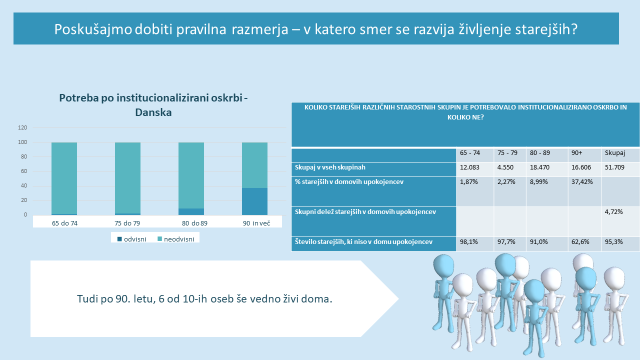 Poskušajmo dobiti pravilna razmerja – v katero smer se razvija življenje starejših?
Potreba po institucionalizirani oskrbi -
Danska
120
100
80
60
40
20
0
65 do 74 75 do 79 80 do 89 90 in več
odvisni neodvisni
KOLIKO STAREJŠIH RAZLIČNIH STAROSTNIH SKUPIN JE POTREBOVALO INSTITUCIONALIZIRANO OSKRBO IN
KOLIKO NE?
65 - 74 75 - 79 80 - 89 90+ Skupaj
Skupaj v vseh skupinah 12.083 4.550 18.470 16.606 51.709
% starejših v domovih upokojencev 1,87% 2,27% 8,99% 37,42%
Skupni delež starejših v domovih upokojencev 4,72%
Število starejših, ki niso v domu upokojencev 98,1% 97,7% 91,0% 62,6% 95,3%
Tudi po 90. letu, 6 od 10-ih oseb še vedno živi doma.